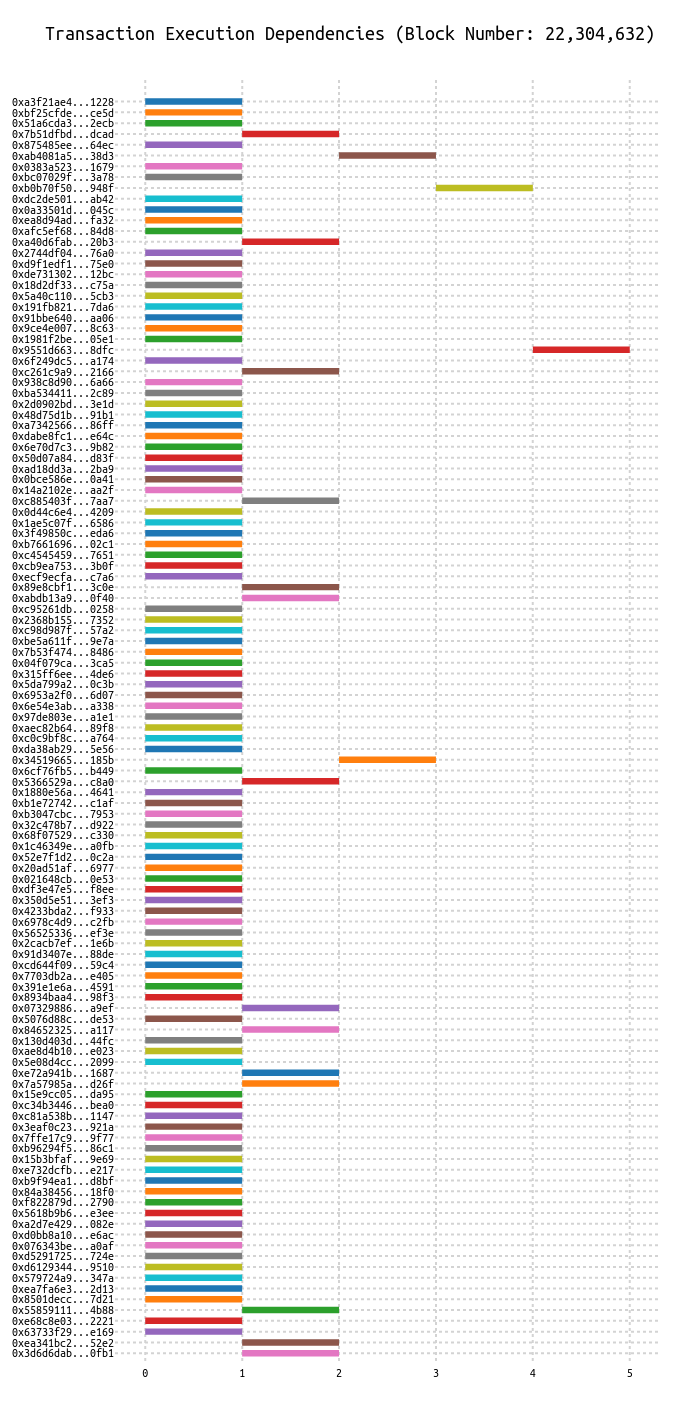 Transaction Execution Dependencies (Block Number: 22,304,632)
0xa3f21ae4...1228
0xbf25cfde...ce5d
0x51a6cda3...2ecb
0x7b51dfbd...dcad
0x875485ee...64ec
0xab4081a5...38d3
0x0383a523...1679
0xbc07029f...3a78
0xb0b70f50...948f
0xdc2de501...ab42
0x0a33501d...045c
0xea8d94ad...fa32
0xafc5ef68...84d8
0xa40d6fab...20b3
0x2744df04...76a0
0xd9f1edf1...75e0
0xde731302...12bc
0x18d2df33...c75a
0x5a40c110...5cb3
0x191fb821...7da6
0x91bbe640...aa06
0x9ce4e007...8c63
0x1981f2be...05e1
0x9551d663...8dfc
0x6f249dc5...a174
0xc261c9a9...2166
0x938c8d90...6a66
0xba534411...2c89
0x2d0902bd...3e1d
0x48d75d1b...91b1
0xa7342566...86ff
0xdabe8fc1...e64c
0x6e70d7c3...9b82
0x50d07a84...d83f
0xad18dd3a...2ba9
0x0bce586e...0a41
0x14a2102e...aa2f
0xc885403f...7aa7
0x0d44c6e4...4209
0x1ae5c07f...6586
0x3f49850c...eda6
0xb7661696...02c1
0xc4545459...7651
0xcb9ea753...3b0f
0xecf9ecfa...c7a6
0x89e8cbf1...3c0e
0xabdb13a9...0f40
0xc95261db...0258
0x2368b155...7352
0xc98d987f...57a2
0xbe5a611f...9e7a
0x7b53f474...8486
0x04f079ca...3ca5
0x315ff6ee...4de6
0x5da799a2...0c3b
0x6953a2f0...6d07
0x6e54e3ab...a338
0x97de803e...a1e1
0xaec82b64...89f8
0xc0c9bf8c...a764
0xda38ab29...5e56
0x34519665...185b
0x6cf76fb5...b449
0x5366529a...c8a0
0x1880e56a...4641
0xb1e72742...c1af
0xb3047cbc...7953
0x32c478b7...d922
0x68f07529...c330
0x1c46349e...a0fb
0x52e7f1d2...0c2a
0x20ad51af...6977
0x021648cb...0e53
0xdf3e47e5...f8ee
0x350d5e51...3ef3
0x4233bda2...f933
0x6978c4d9...c2fb
0x56525336...ef3e
0x2cacb7ef...1e6b
0x91d3407e...88de
0xcd644f09...59c4
0x7703db2a...e405
0x391e1e6a...4591
0x8934baa4...98f3
0x07329886...a9ef
0x5076d88c...de53
0x84652325...a117
0x130d403d...44fc
0xae8d4b10...e023
0x5e08d4cc...2099
0xe72a941b...1687
0x7a57985a...d26f
0x15e9cc05...da95
0xc34b3446...bea0
0xc81a538b...1147
0x3eaf0c23...921a
0x7ffe17c9...9f77
0xb96294f5...86c1
0x15b3bfaf...9e69
0xe732dcfb...e217
0xb9f94ea1...d8bf
0x84a38456...18f0
0xf822879d...2790
0x5618b9b6...e3ee
0xa2d7e429...082e
0xd0bb8a10...e6ac
0x076343be...a0af
0xd5291725...724e
0xd6129344...9510
0x579724a9...347a
0xea7fa6e3...2d13
0x8501decc...7d21
0x55859111...4b88
0xe68c8e03...2221
0x63733f29...e169
0xea341bc2...52e2
0x3d6d6dab...0fb1
0 1 2 3 4 5